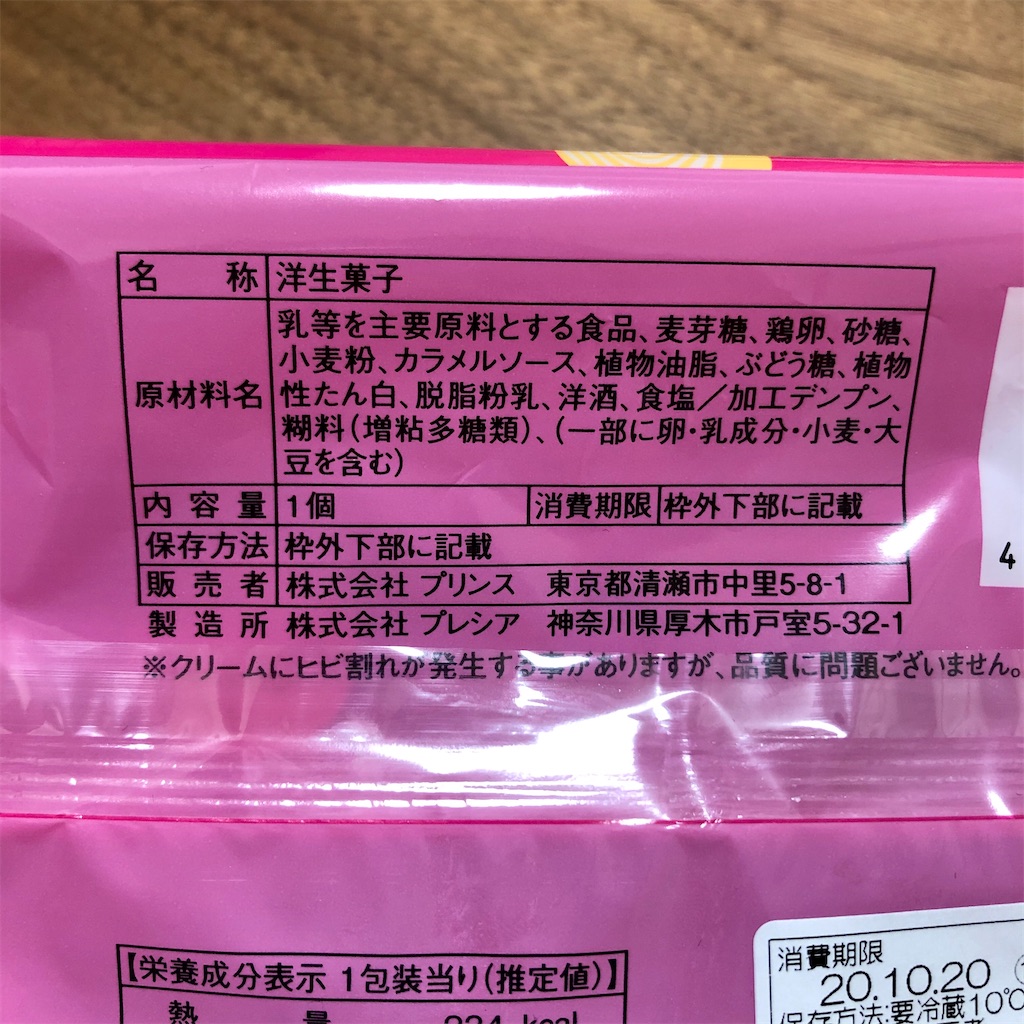 名称 洋生菓子
原材料名 乳等を主要原料とする食品、麦芽糖、鶏卵、砂糖、
小麦粉、カラメルソース、植物油脂、ぶどう糖、植物
性たん白、脱脂粉乳、洋酒、食塩／加工デンプン、
糊料（増粘多糖類）、（一部に卵・乳成分・小麦・大
豆を含む）
内容量 1個 消費期限 枠外下部に記載
保存方法 枠外下部に記載
販売者 株式会社 プリンス 東京都清瀬市中里5-8-1
製造所 株式会社 プレシア 神奈川県厚木市戸室5-32-1
※クリームにヒビ割れが発生する事がありますが、品質に問題ございません。
4
【栄養成分表示 1包装当り（推定値）】
熱量 kcal
消費期限
20.10.20
保存方法:要冷蔵10℃